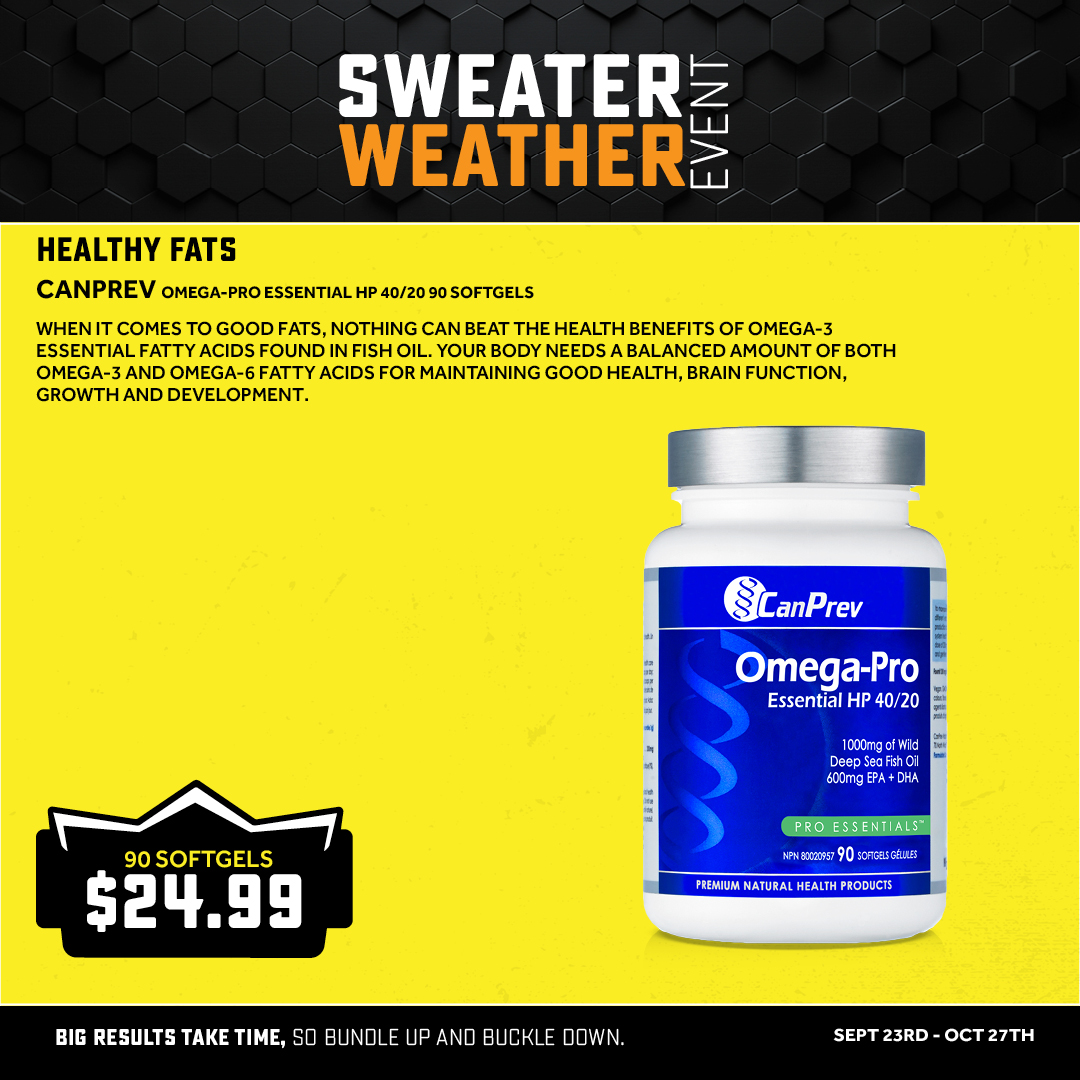 SWEATER
WEATHER
EVENT
HEALTHY FATS
CANPREV OMEGA-PRO ESSENTIAL HP 40/20 90 SOFTGELS
WHEN IT COMES TO GOOD FATS, NOTHING CAN BEAT THE HEALTH BENEFITS OF OMEGA-3
ESSENTIAL FATTY ACIDS FOUND IN FISH OIL. YOUR BODY NEEDS A BALANCED AMOUNT OF BOTH
OMEGA-3 AND OMEGA-6 FATTY ACIDS FOR MAINTAINING GOOD HEALTH, BRAIN FUNCTION,
GROWTH AND DEVELOPMENT.
CanPrev
Omega-Pro
Essential HP 40/20
1000mg of Wild
Deep Sea Fish Oil
600mg EPA + DHA
PRO ESSENTIALS™
NPN 80020957 90 SOFTGELS GÉLULES
PREMIUM NATURAL HEALTH PRODUCTS
90 SOFTGELS
$24.99
BIG RESULTS TAKE TIME, SO BUNDLE UP AND BUCKLE DOWN.
SEPT 23RD - OCT 27TH